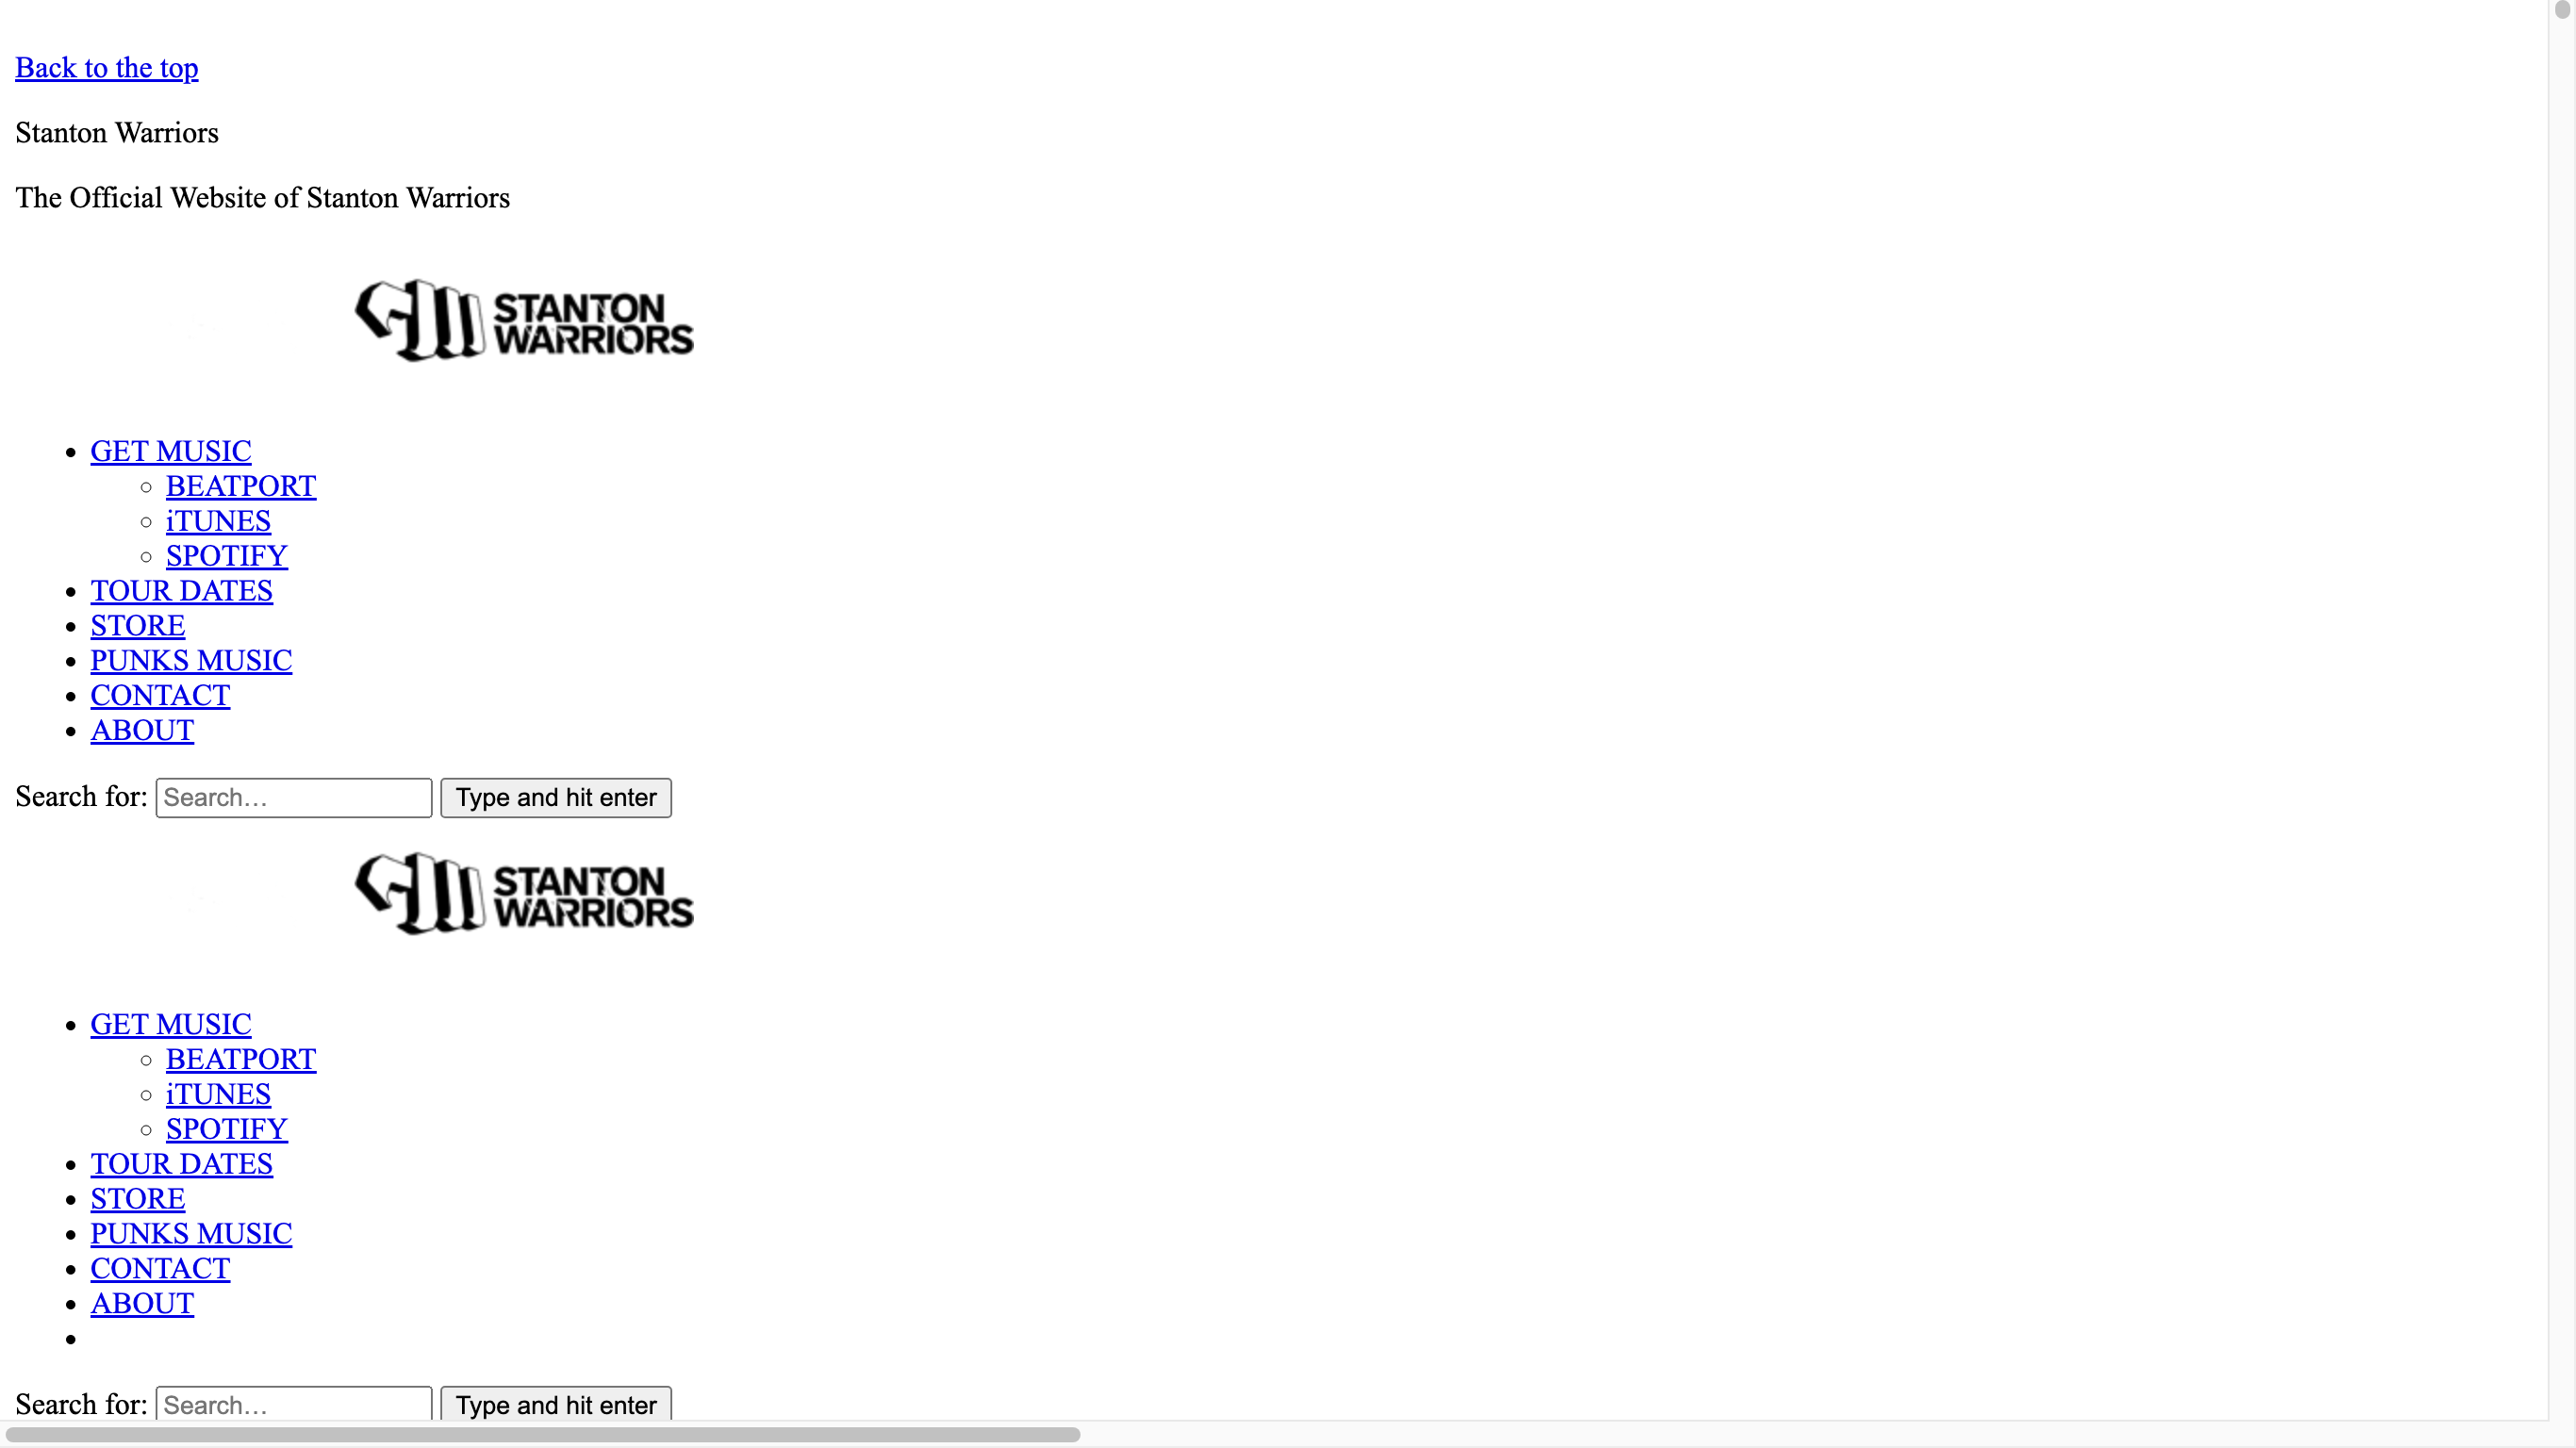 Back to the top
Stanton Warriors
The Official Website of Stanton Warriors
STANTON
WARRIORS
GET MUSIC
BEATPORT
iTUNES
SPOTIFY
TOUR DATES
STORE
PUNKS MUSIC
CONTACT
ABOUT
Search for: Search… Type and hit enter
STANTON
WARRIORS
GET MUSIC
BEATPORT
iTUNES
SPOTIFY
TOUR DATES
STORE
PUNKS MUSIC
CONTACT
ABOUT
Search for: Search… Type and hit enter